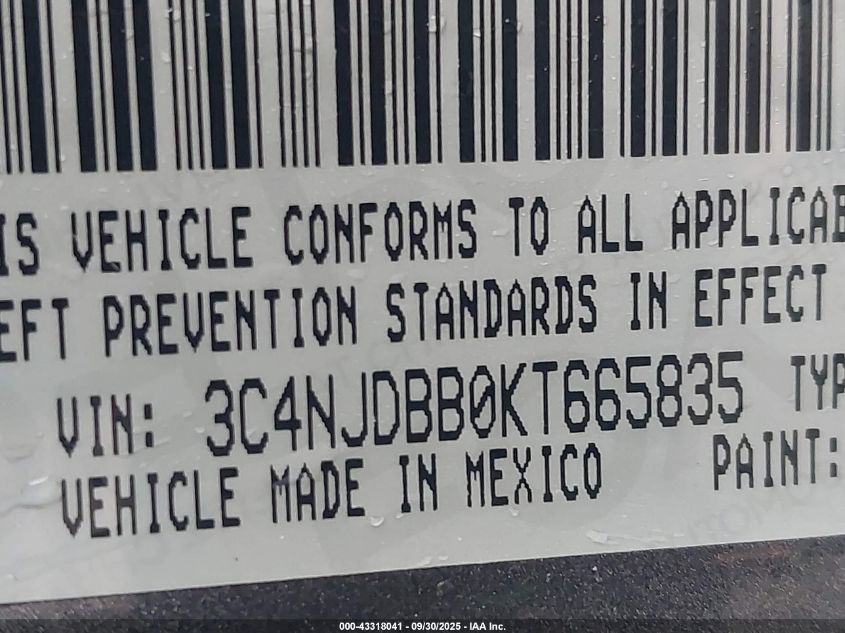 IS VEHICLE CONFORMS TO ALL APPLICAB
EFT PREVENTION STANDARDS IN EFFECT
VIN: 3C4NJDBB0KT665835 TYP
VEHICLE MADE IN MEXICO PAINT:
000-43318041 - 09/30/2025 - IAA Inc.